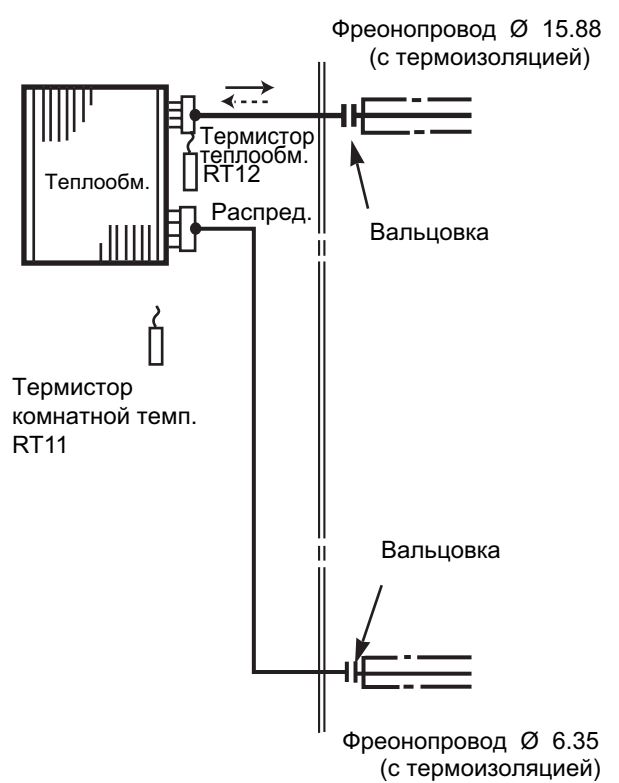 Фреонопровод Ø 15.88
(с термоизоляцией)
Термистор
теплообм.
RT12
Теплообм.
Распред.
Вальцовка
Термистор
комнатной темп.
RT11
Вальцовка
Фреонопровод Ø 6.35
(с термоизоляцией)